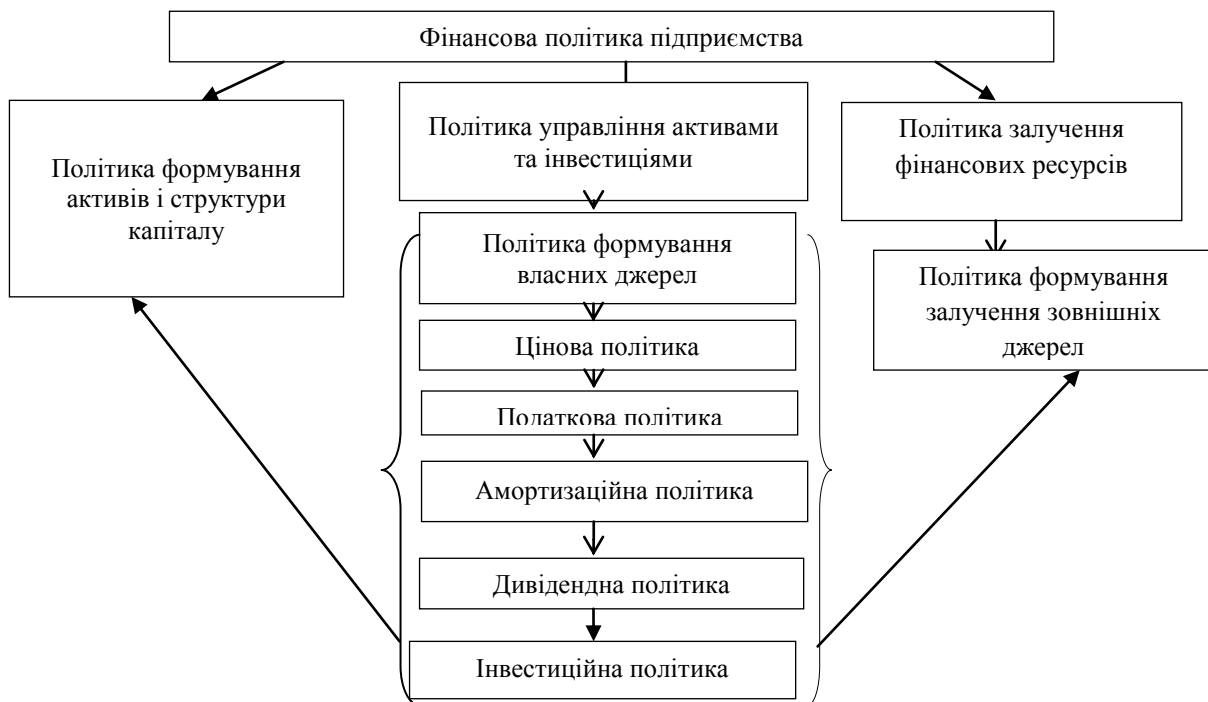 Фінансова політика підприємства
Політика формування
активів і структури
капіталу
Політика управління активами
та інвестиціями
Політика залучення
фінансових ресурсів
Політика формування
власних джерел
Політика формування
залучення зовнішніх
джерел
Цінова політика
Податкова політика
Амортизаційна політика
Дивідендна політика
Інвестиційна політика